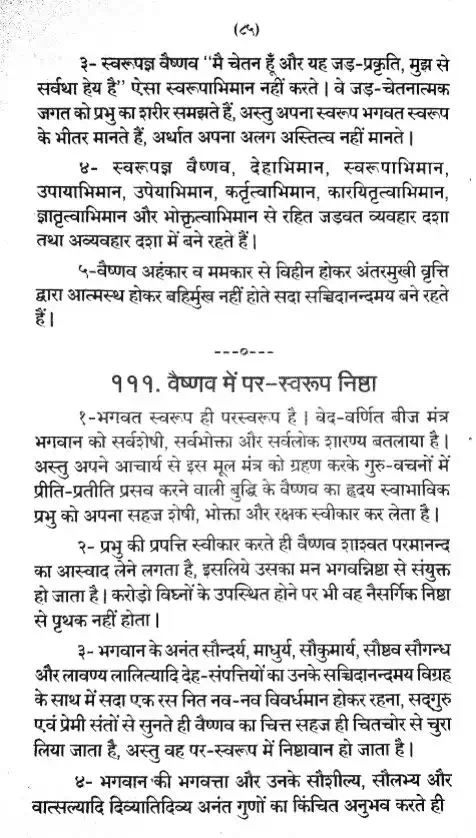 (८५)
३- स्वरूपज्ञ वैष्णव "मै चेतन हूँ और यह जड़-प्रकृति, मुझ से
सर्वथा हेय है" ऐसा स्वरूपाभिमान नहीं करते। वे जड़-चेतनात्मक
जगत को प्रभु का शरीर समझते हैं, अस्तु अपना स्वरूप भगवत स्वरूप
के भीतर मानते हैं, अर्थात अपना अलग अस्तित्व नहीं मानते।
४- स्वरूपज्ञ वैष्णव, देहाभिमान, स्वरूपाभिमान,
उपायाभिमान, उपेयाभिमान, कर्तृत्वाभिमान, कारयितृत्वाभिमान,
ज्ञातृत्वाभिमान और भोक्तृत्वाभिमान से रहित जड़वत व्यवहार दशा
तथा अव्यवहार दशा में बने रहते हैं।
५-वैष्णव अहंकार व ममकार से विहीन होकर अंतरमुखी वृत्ति
द्वारा आत्मस्थ होकर बहिर्मुख नहीं होते सदा सच्चिदानन्दमय बने रहते
हैं।
---०---
१११. वैष्णव में पर-स्वरूप निष्ठा
१-भगवत स्वरूप ही परस्वरूप है। वेद-वर्णित बीज मंत्र
भगवान को सर्वशेषी, सर्वभोक्ता और सर्वलोक शारण्य बतलाया है।
अस्तु अपने आचार्य से इस मूल मंत्र को ग्रहण करके गुरु-वचनों में
प्रीति-प्रतीति प्रसव करने वाली बुद्धि के वैष्णव का हृदय स्वाभाविक
प्रभु को अपना सहज शेषी, भोक्ता और रक्षक स्वीकार कर लेता है।
२- प्रभु की प्रपत्ति स्वीकार करते ही वैष्णव शाश्वत परमानन्द
का आस्वाद लेने लगता है, इसलिये उसका मन भगवन्निष्ठा से संयुक्त
हो जाता है। करोड़ो विघ्नों के उपस्थित होने पर भी वह नैसर्गिक निष्ठा
से पृथक नहीं होता।
३- भगवान के अनंत सौन्दर्य, माधुर्य, सौकुमार्य, सौष्ठव सौगन्ध
और लावण्य लालित्यादि देह-संपत्तियों का उनके सच्चिदानन्दमय विग्रह
के साथ में सदा एक रस नित नव-नव विवर्धमान होकर रहना, सद्गुरु
एवं प्रेमी संतों से सुनते ही वैष्णव का चित्त सहज ही चितचोर से चुरा
लिया जाता है, अस्तु वह पर-स्वरूप में निष्ठावान हो जाता है।
४- भगवान की भगवत्ता और उनके सौशील्य, सौलभ्य और
वात्सल्यादि दिव्यातिदिव्य अनंत गुणों का किंचित अनुभव करते ही